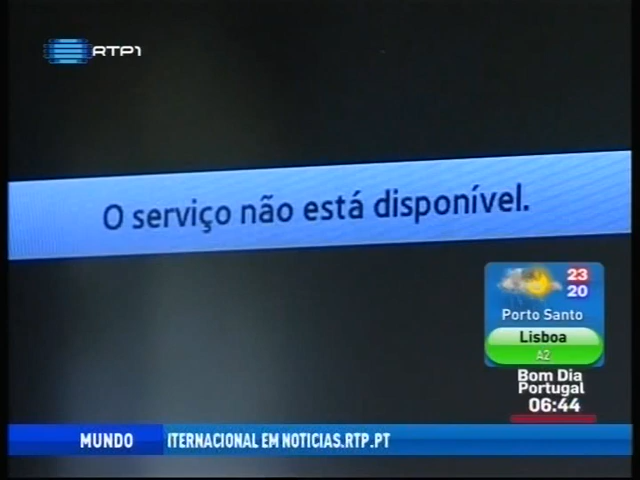 RTP1
O serviço não está disponível.
23
20
Porto Santo
Lisboa
A2
Bom Dia
Portugal
06:44
MUNDO
ITERNACIONAL EM NOTICIAS.RTP.PT